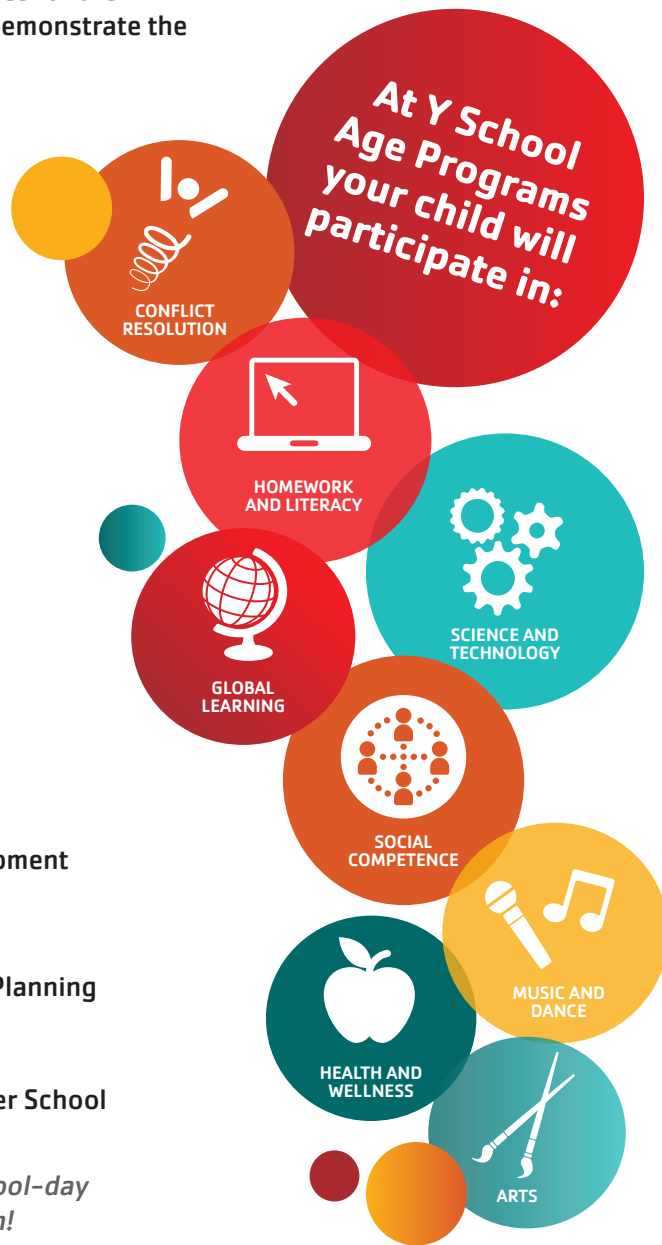 emonstrate the
At Y School
Age Programs
your child will
participate in:
CONFLICT
RESOLUTION
HOMEWORK
AND LITERACY
SCIENCE AND
TECHNOLOGY
GLOBAL
LEARNING
SOCIAL
COMPETENCE
pment
MUSIC AND
DANCE
Planning
HEALTH AND
WELLNESS
er School
ARTS
ool-day
n!